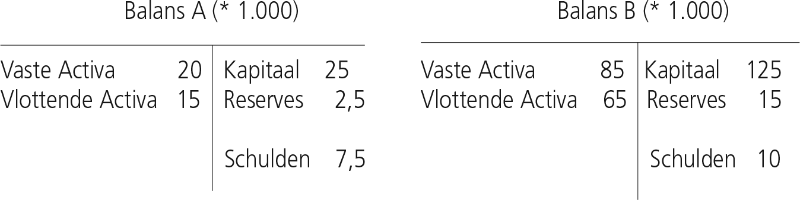 Balans A (* 1.000)
Vaste Activa 20 Kapitaal 25
Vlottende Activa 15 Reserves 2,5
Schulden 7,5
Balans B (* 1.000)
Vaste Activa 85 Kapitaal 125
Vlottende Activa 65 Reserves 15
Schulden 10